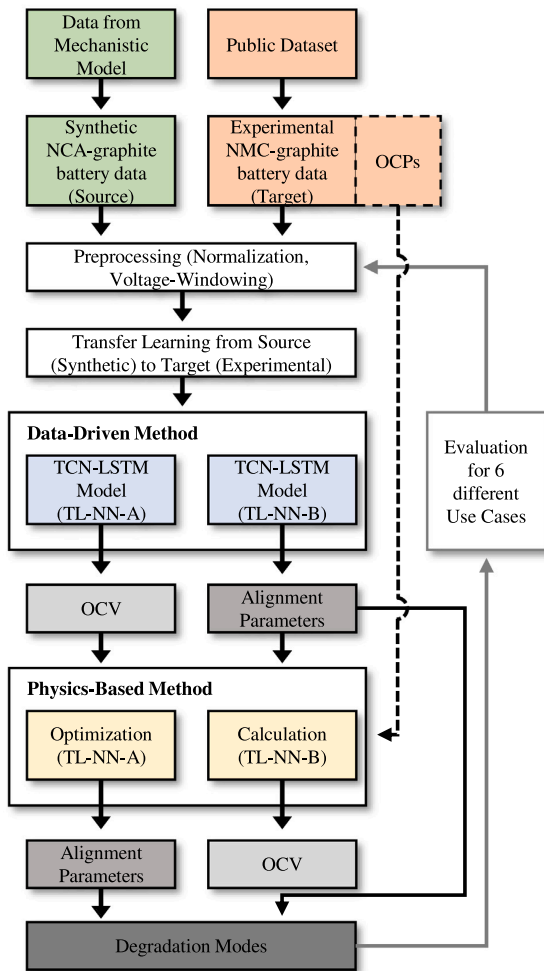 Data from
Mechanistic
Model
Public Dataset
Synthetic
NCA-graphite
battery data
(Source)
Experimental
NMC-graphite
battery data
(Target)
OCPs
Preprocessing (Normalization,
Voltage-Windowing)
Transfer Learning from Source
(Synthetic) to Target (Experimental)
Data-Driven Method
TCN-LSTM
Model
(TL-NN-A)
TCN-LSTM
Model
(TL-NN-B)
Evaluation
for 6
different
Use Cases
OCV
Alignment
Parameters
Physics-Based Method
Optimization
(TL-NN-A)
Calculation
(TL-NN-B)
Alignment
Parameters
OCV
Degradation Modes